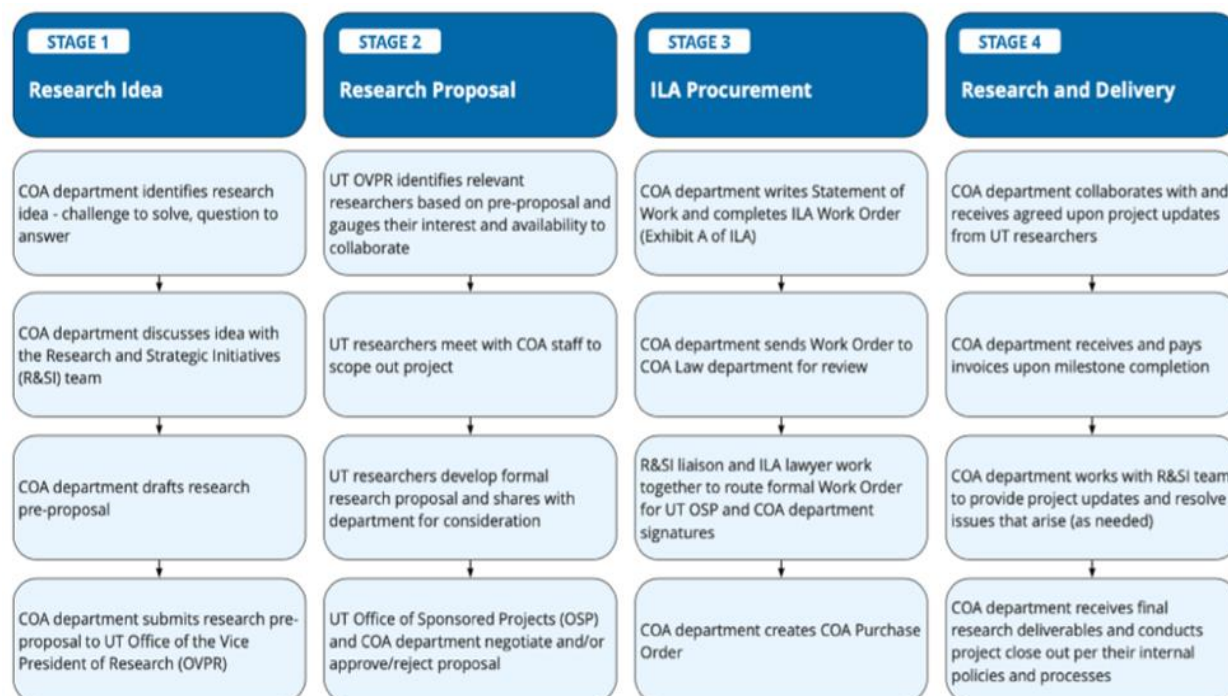 STAGE 1
Research Idea
COA department identifies research
idea - challenge to solve, question to
answer
COA department discusses idea with
the Research and Strategic Initiatives
(R&SI) team
COA department drafts research
pre-proposal
COA department submits research pre-
proposal to UT Office of the Vice
President of Research (OVPR)
STAGE 2
Research Proposal
UT OVPR identifies relevant
researchers based on pre-proposal and
gauges their interest and availability to
collaborate
UT researchers meet with COA staff to
scope out project
UT researchers develop formal
research proposal and shares with
department for consideration
UT Office of Sponsored Projects (OSP)
and COA department negotiate and/or
approve/reject proposal
STAGE 3
ILA Procurement
COA department writes Statement of
Work and completes ILA Work Order
(Exhibit A of ILA)
COA department sends Work Order to
COA Law department for review
R&SI liaison and ILA lawyer work
together to route formal Work Order
for UT OSP and COA department
signatures
COA department creates COA Purchase
Order
STAGE 4
Research and Delivery
COA department collaborates with and
receives agreed upon project updates
from UT researchers
COA department receives and pays
invoices upon milestone completion
COA department works with R&SI team
to provide project updates and resolve
issues that arise (as needed)
COA department receives final
research deliverables and conducts
project close out per their internal
policies and processes